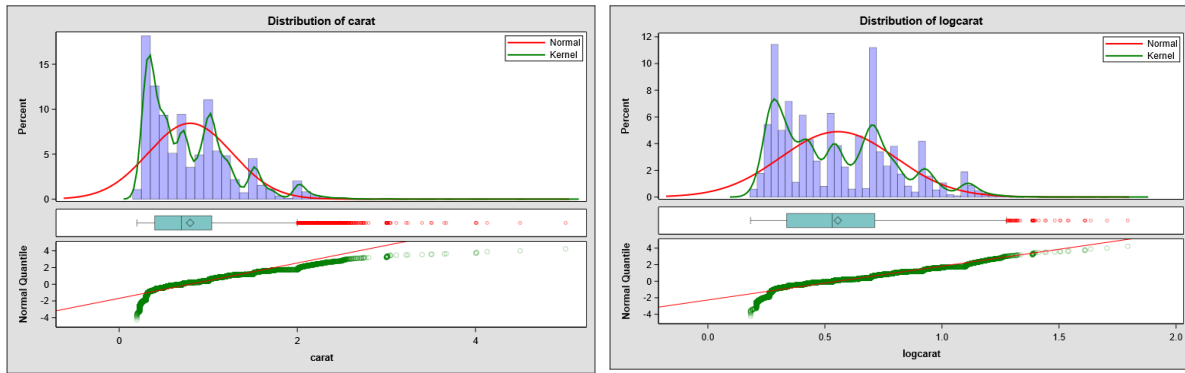 Distribution of carat
Normal
Kernel
Percent
15
10
5
0
Normal Quantile
4
2
0
-2
-4
0
2
4
carat
Distribution of logcarat
Normal
Kernel
Percent
12
10
8
6
4
2
0
Normal Quantile
4
2
0
-2
-4
0.0
0.5
1.0
1.5
2.0
logcarat